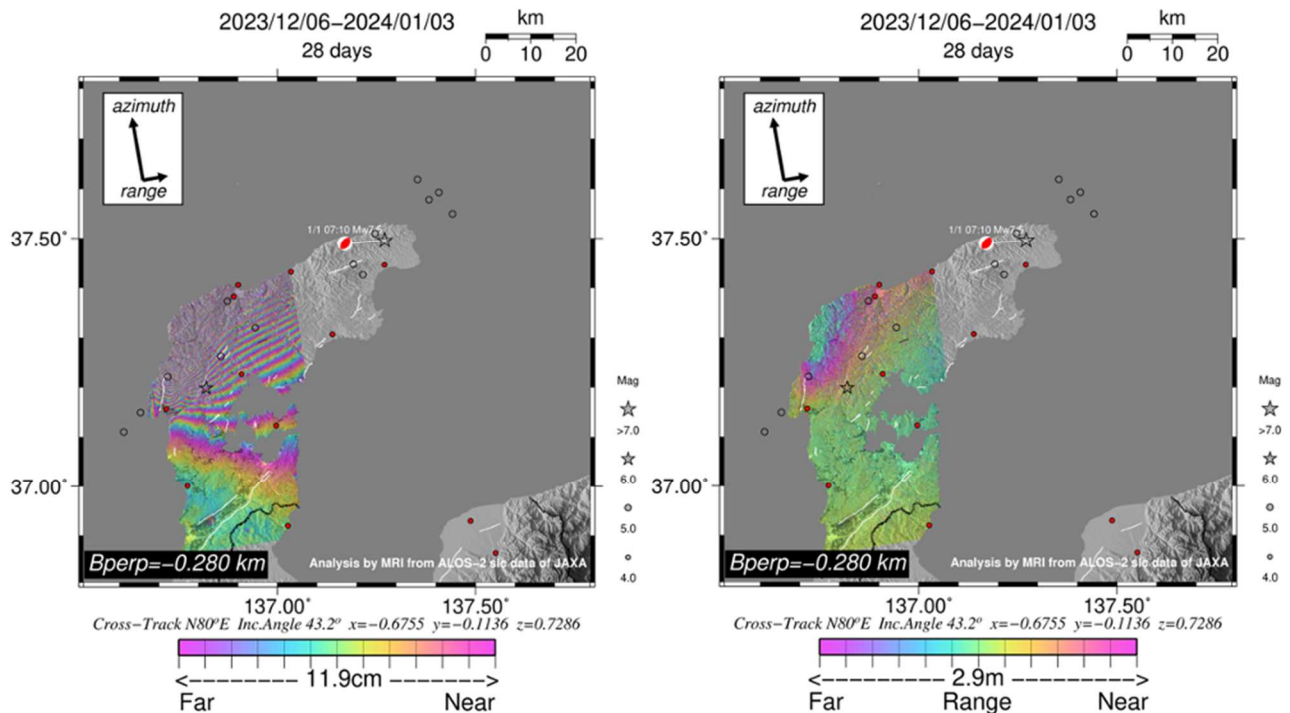 2023/12/06−2024/01/03
28 days
km
0 10 20
azimuth
range
1/1 07:10 Mw7.5
37.50°
37.00°
Mag
>7.0
6.0
5.0
4.0
Bperp=−0.280 km
Analysis by MRI from ALOS−2 slc data of JAXA
137.00°
137.50°
Cross−Track N80°E Inc.Angle 43.2° x=−0.6755 y=−0.1136 z=0.7286
<−−−−−−−− 11.9cm −−−−−−−−>
Far
Near
2023/12/06−2024/01/03
28 days
km
0 10 20
azimuth
range
1/1 07:10 Mw7.5
37.50°
37.00°
Mag
>7.0
6.0
5.0
4.0
Bperp=−0.280 km
Analysis by MRI from ALOS−2 slc data of JAXA
137.00°
137.50°
Cross−Track N80°E Inc.Angle 43.2° x=−0.6755 y=−0.1136 z=0.7286
<−−−−−−−−− 2.9m −−−−−−−−−>
Far
Range
Near